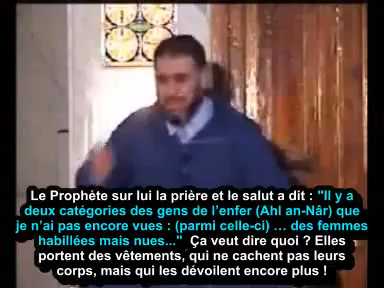 Le Prophète sur lui la prière et le salut a dit : "Il y a
deux catégories des gens de l'enfer (Ahl an-Nâr) que
je n'ai pas encore vues : (parmi celle-ci) ... des femmes
habillées mais nues..."  Ça veut dire quoi ? Elles
portent des vêtements, qui ne cachent pas leurs
corps, mais qui les dévoilent encore plus !